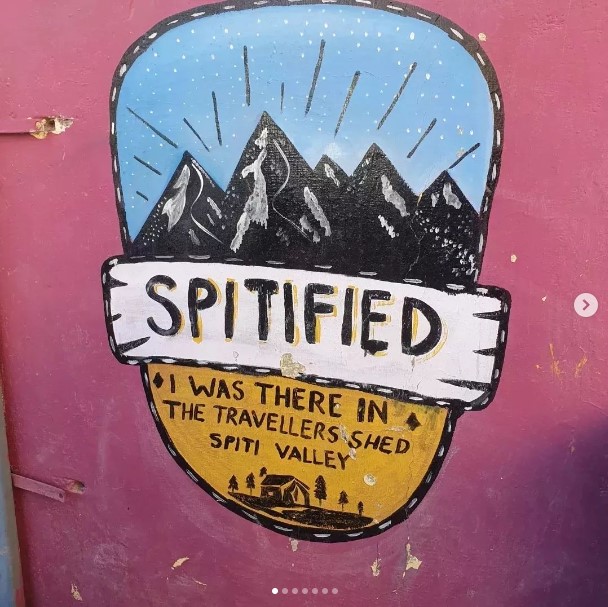 SPITIFIED
I WAS THERE IN
THE TRAVELLERS SHED
SPITI VALLEY